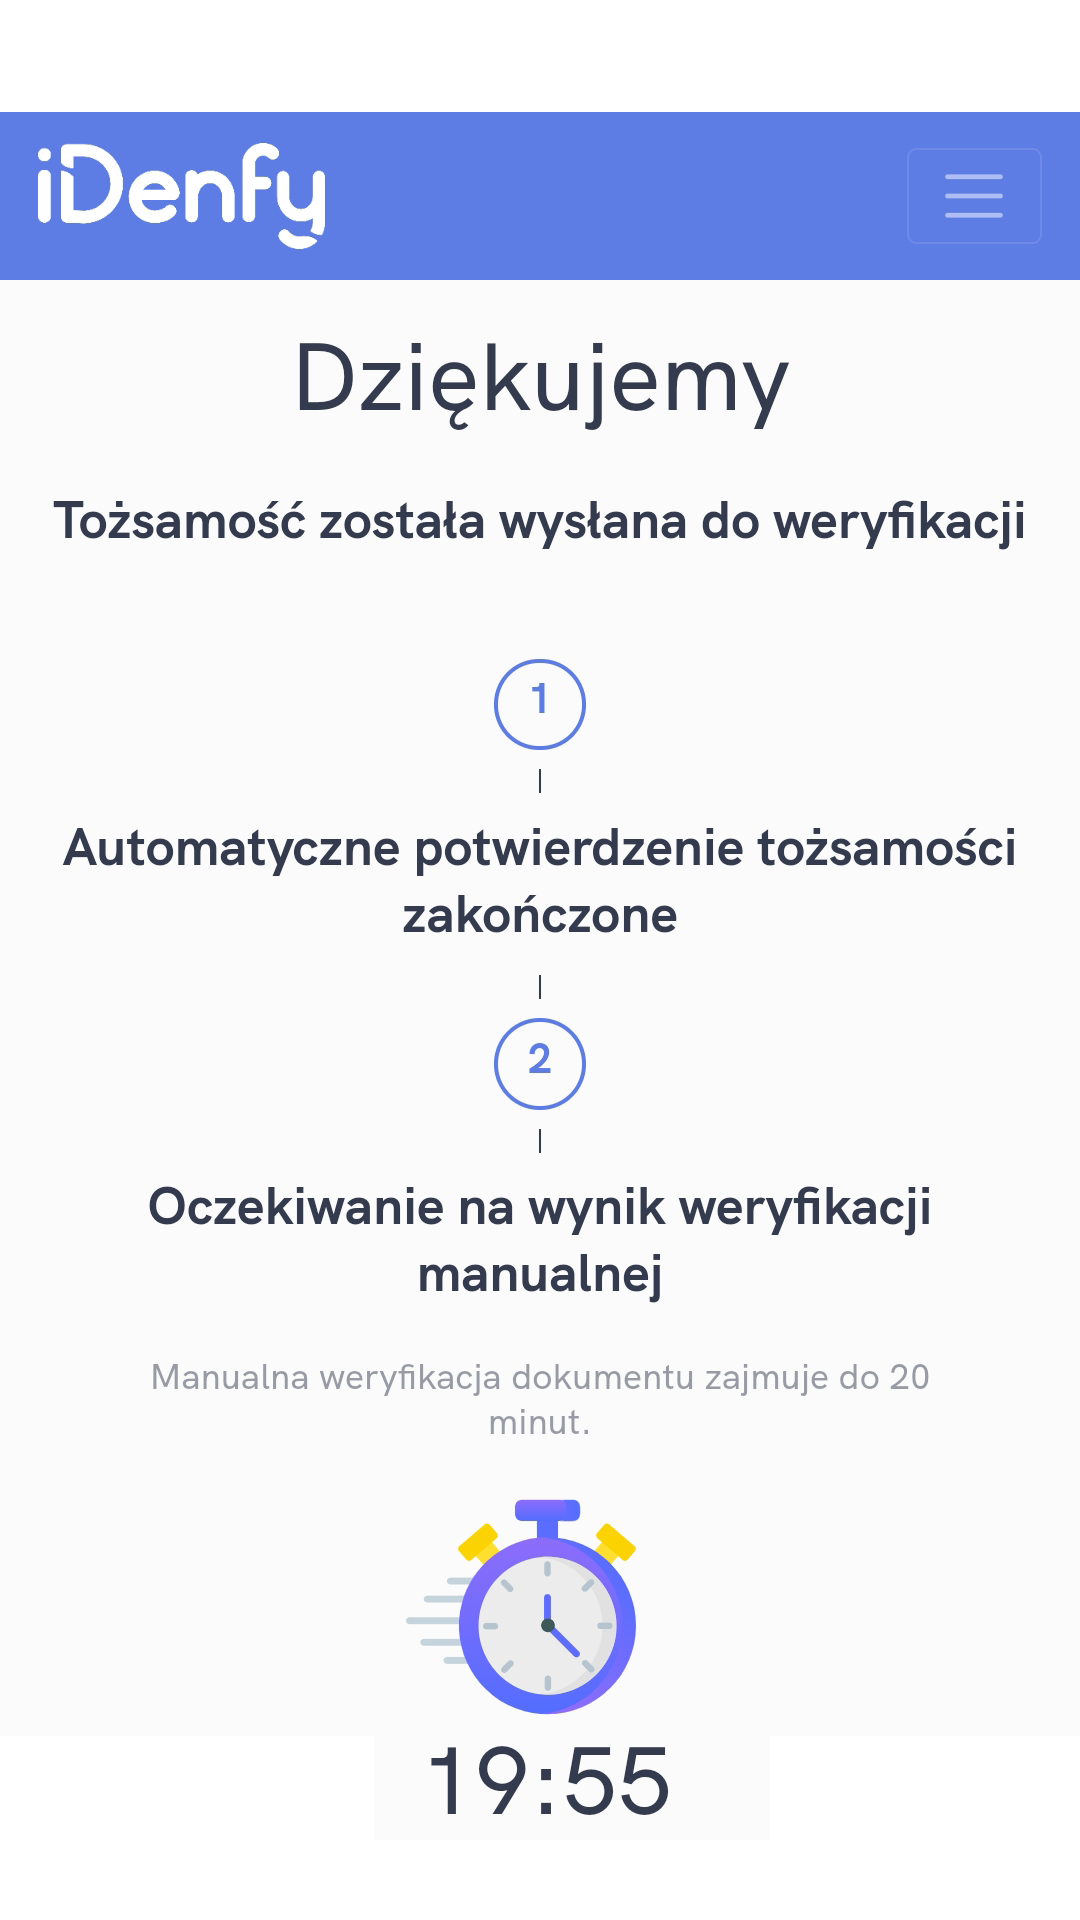 iDenfy
Dziękujemy
Tożsamość została wysłana do weryfikacji
1
Automatyczne potwierdzenie tożsamości
zakończone
2
Oczekiwanie na wynik weryfikacji
manualnej
Manualna weryfikacja dokumentu zajmuje do 20
minut.
19:55